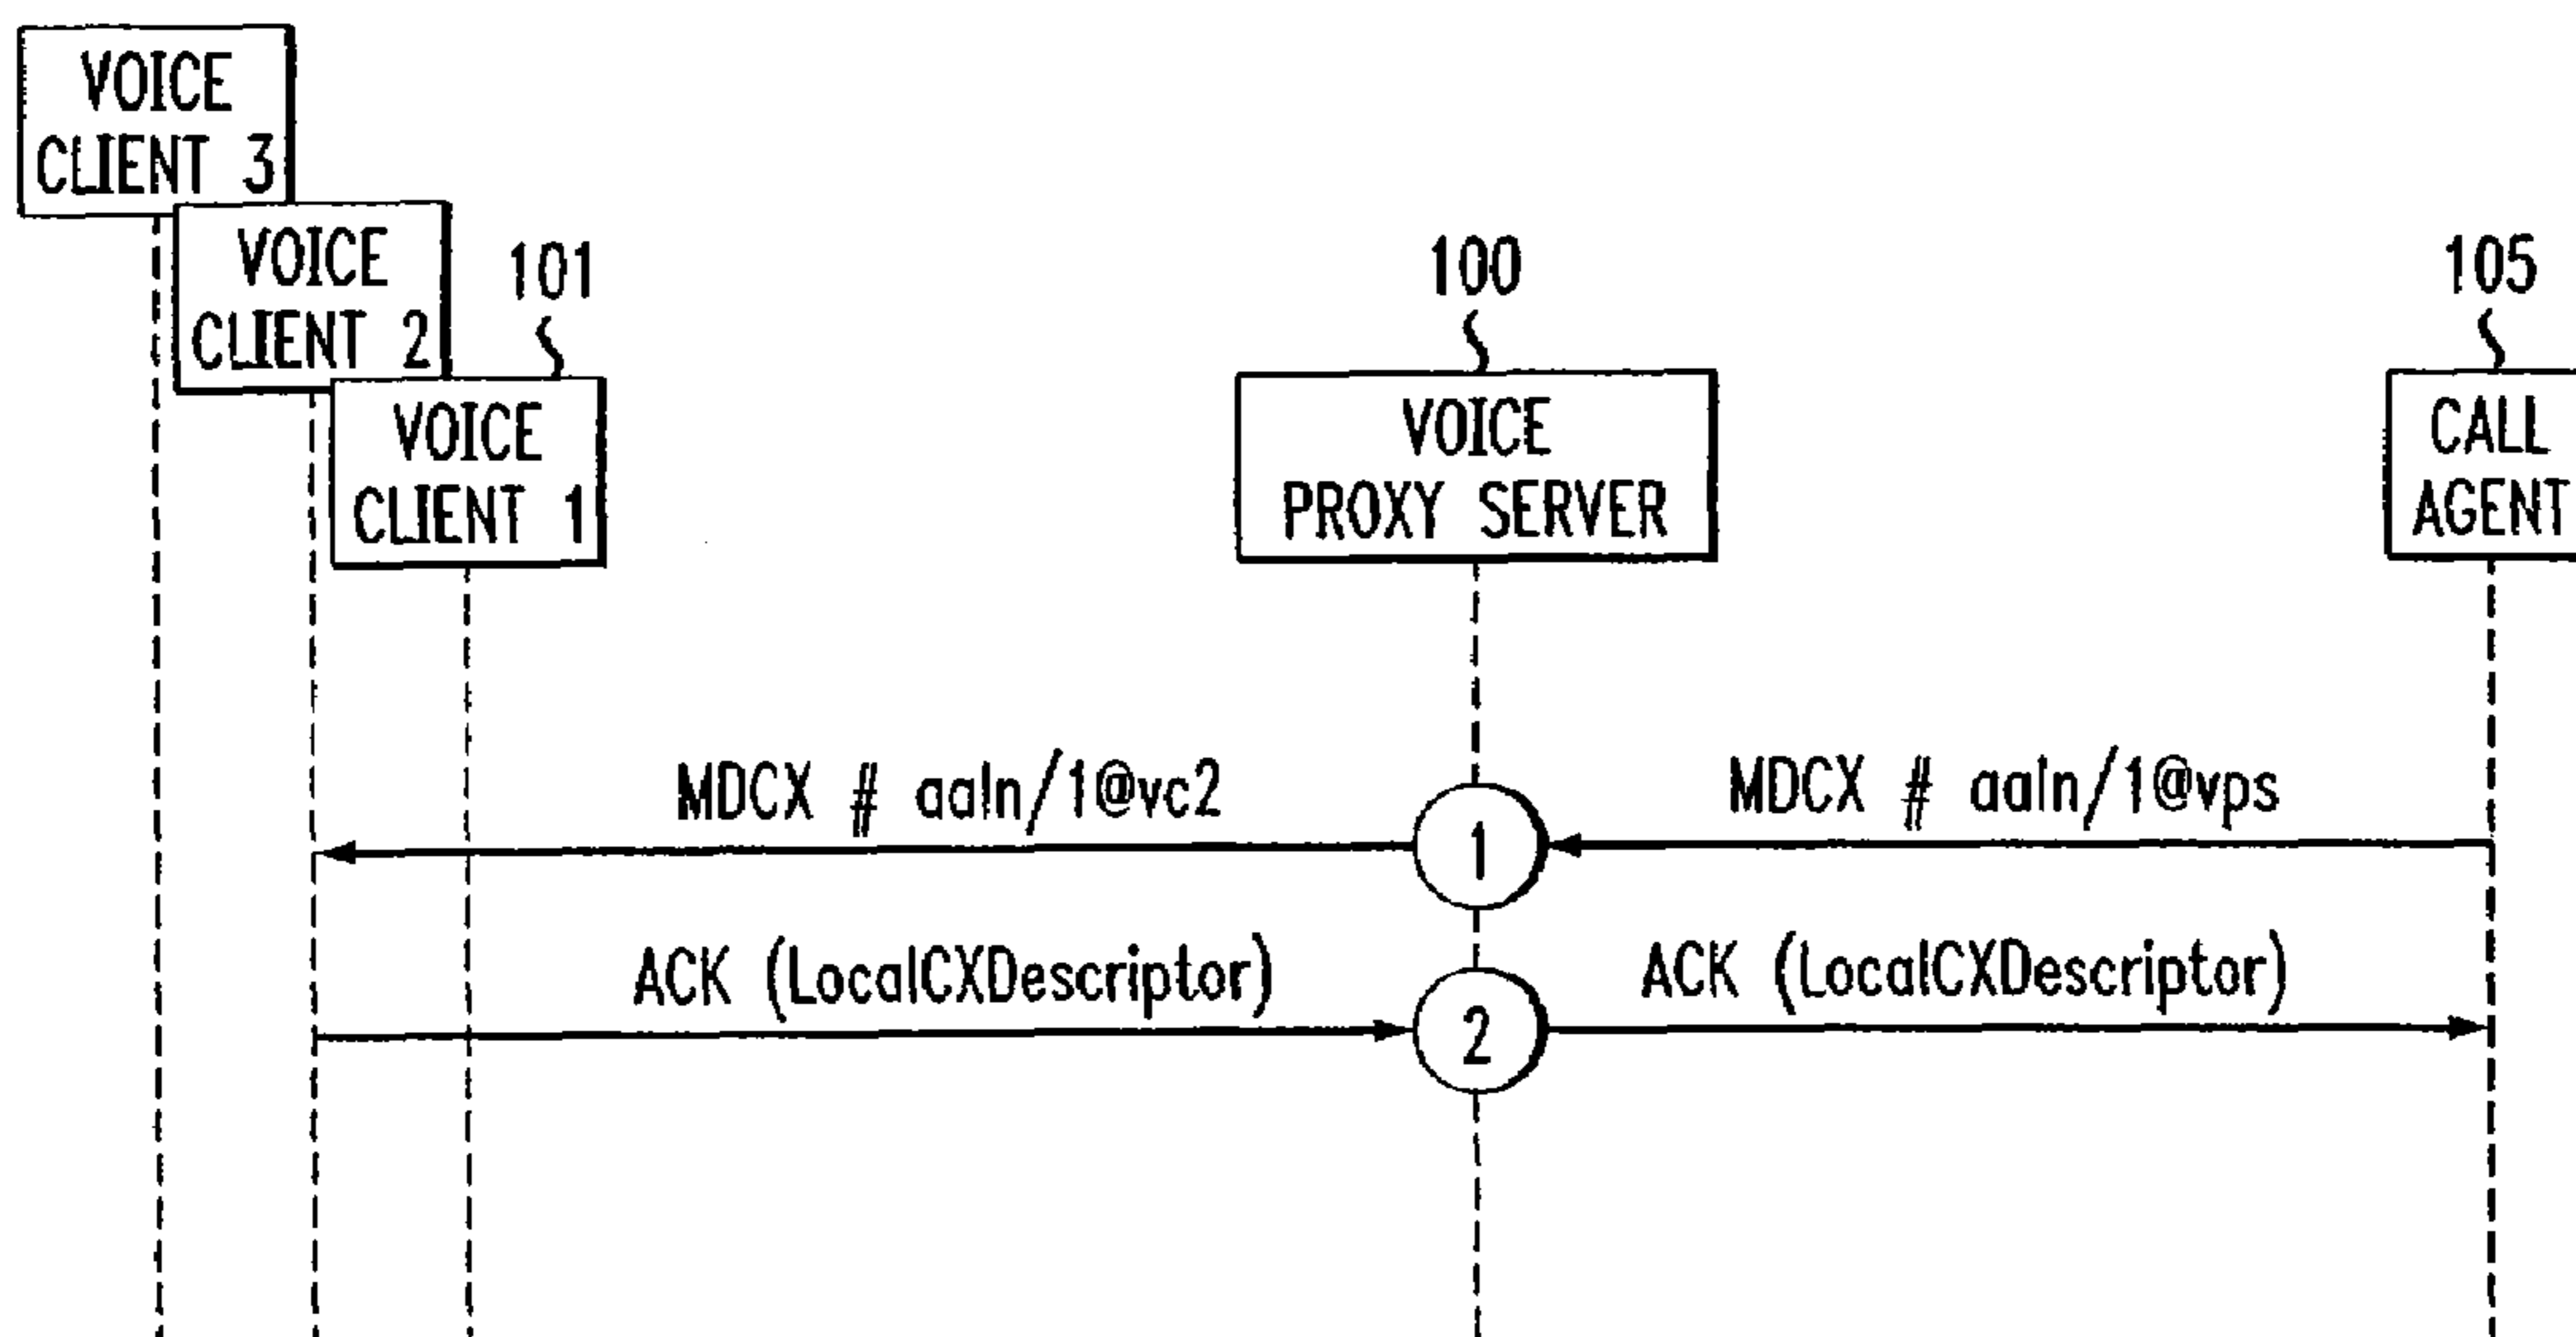 VOICE
CLIENT 3
VOICE
CLIENT 2
101
VOICE
CLIENT 1
100
VOICE
PROXY SERVER
105
CALL
AGENT
MDCX # aaln/1@vc2
MDCX # aaln/1@vps
1
ACK (LocalCXDescriptor)
ACK (LocalCXDescriptor)
2